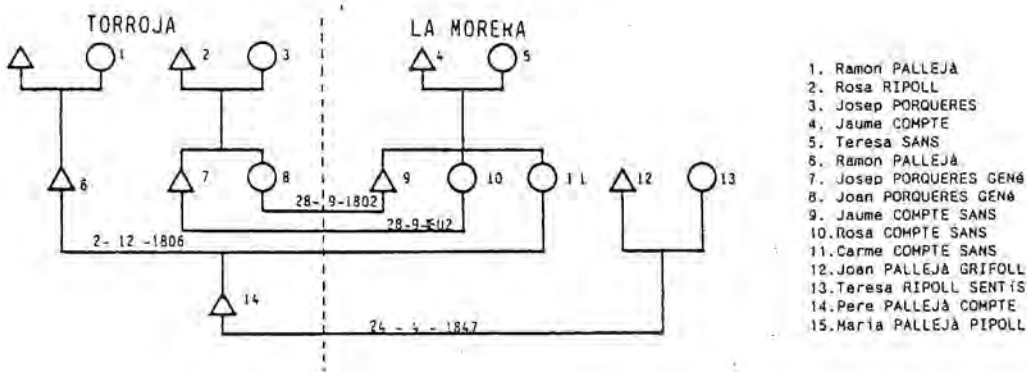 TORROJA
LA MORERA
1
2
3
4
5
6
7
8
9
10
11
12
13
28-9-1802
28-9-
2-12-1806
14
24-4-1847
1. Ramon PALLEJÀ
2. Rosa RIPOLL
3. Josep PORQUERES
4. Jaume COMPTE
5. Teresa SANS
6. Ramon PALLEJÀ
7. Josep PORQUERES GENé
8. Joan PORQUERES GENé
9. Jaume COMPTE SANS
10. Rosa COMPTE SANS
11. Carme COMPTE SANS
12. Joan PALLEJÀ GRIFOLL
13. Teresa RIPOLL SENTíS
14. Pere PALLEJÀ COMPTE
15. Maria PALLEJÀ PIPOLL